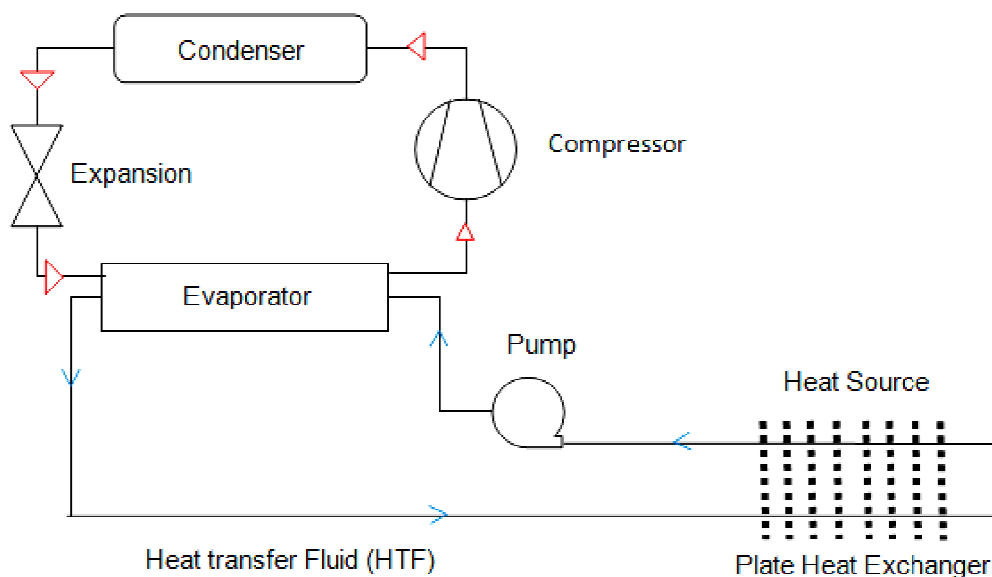 Condenser
Compressor
Expansion
Evaporator
Pump
Heat Source
Heat transfer Fluid (HTF)
Plate Heat Exchanger